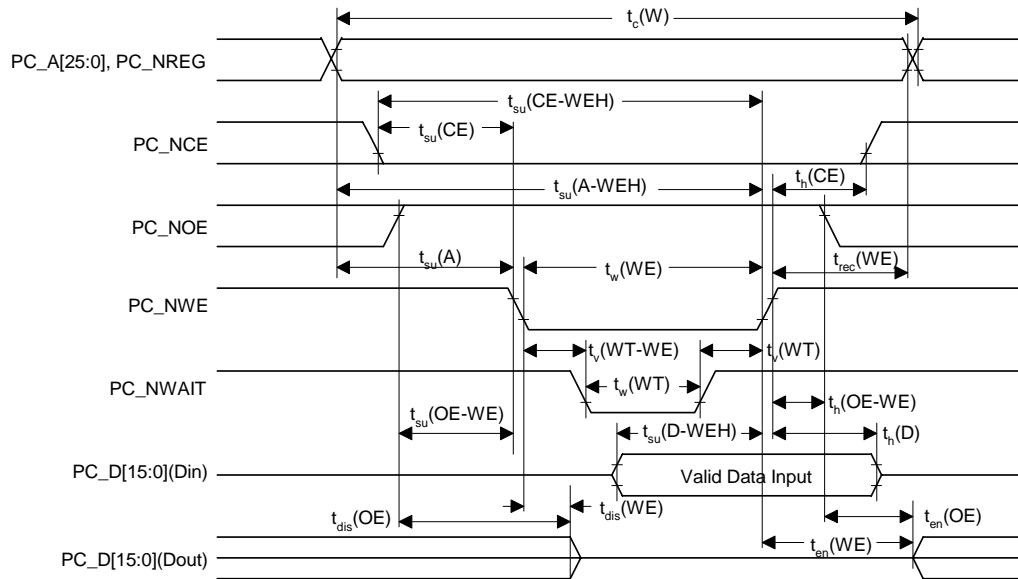 t_c(W)
PC_A[25:0], PC_NREG
t_su(CE-WEH)
t_su(CE)
PC_NCE
t_su(A-WEH)
t_h(CE)
PC_NOE
t_su(A)
t_w(WE)
t_rec(WE)
PC_NWE
t_v(WT-WE)
t_v(WT)
PC_NWAIT
t_w(WT)
t_su(OE-WE)
t_h(OE-WE)
t_su(D-WEH)
t_h(D)
PC_D[15:0](Din)
Valid Data Input
t_dis(OE)
t_dis(WE)
t_en(OE)
t_en(WE)
PC_D[15:0](Dout)